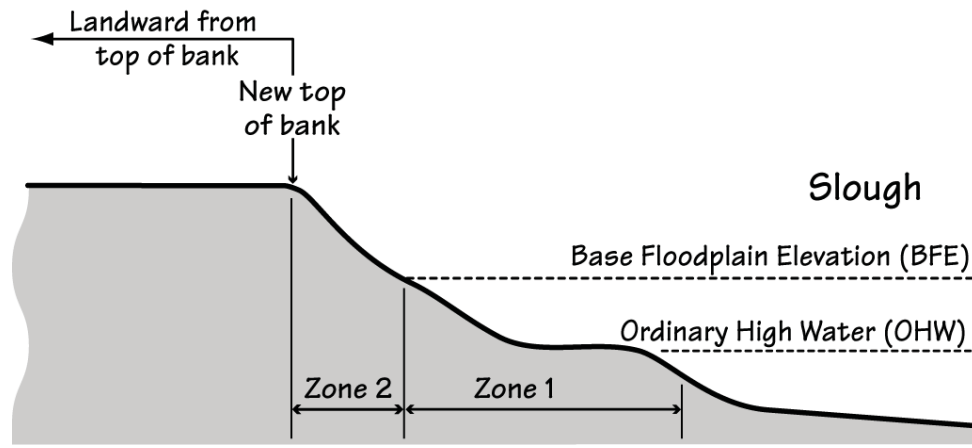 Landward from
top of bank
New top
of bank
Slough
Base Floodplain Elevation (BFE)
Ordinary High Water (OHW)
Zone 2
Zone 1